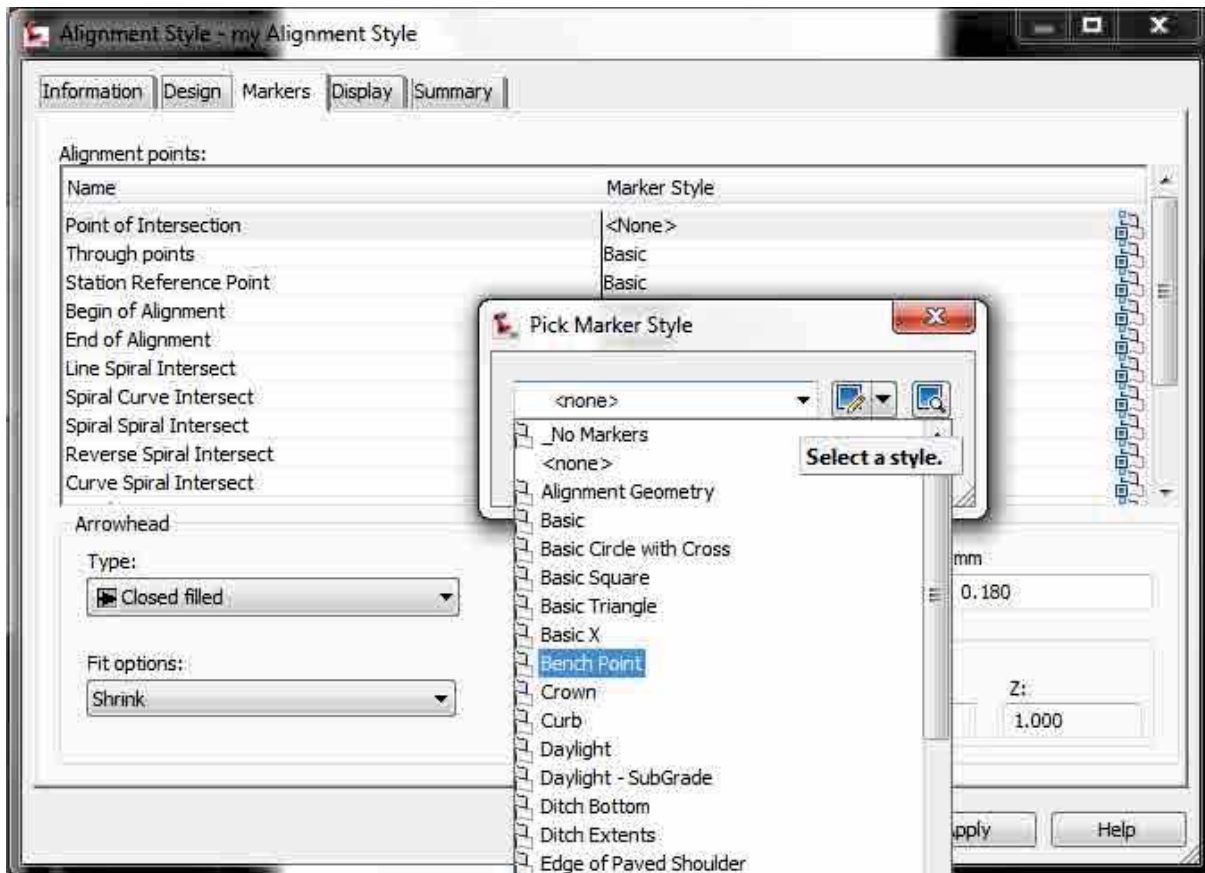 Alignment Style - my Alignment Style
Information Design Markers Display Summary
Alignment points:
Name Marker Style
Point of Intersection <None>
Through points Basic
Station Reference Point Basic
Begin of Alignment
End of Alignment
Line Spiral Intersect
Spiral Curve Intersect
Spiral Spiral Intersect
Reverse Spiral Intersect
Curve Spiral Intersect
Pick Marker Style
<none>
Select a style.
_No Markers
<none>
Alignment Geometry
Basic
Basic Circle with Cross
Basic Square
Basic Triangle
Basic X
Bench Point
Crown
Curb
Daylight
Daylight - SubGrade
Ditch Bottom
Ditch Extents
Edge of Paved Shoulder
Arrowhead
Type:
Closed filled
Fit options:
Shrink
mm
0.180
Z:
1.000
Help